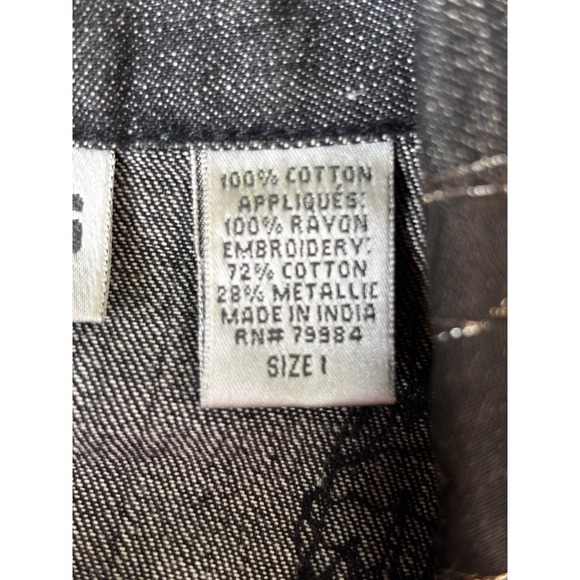 100% COTTON
APPLIQUÉS:
100% RAYON
EMBROIDERY:
72% COTTON
28% METALLIC
MADE IN INDIA
RN# 79984
SIZE 1